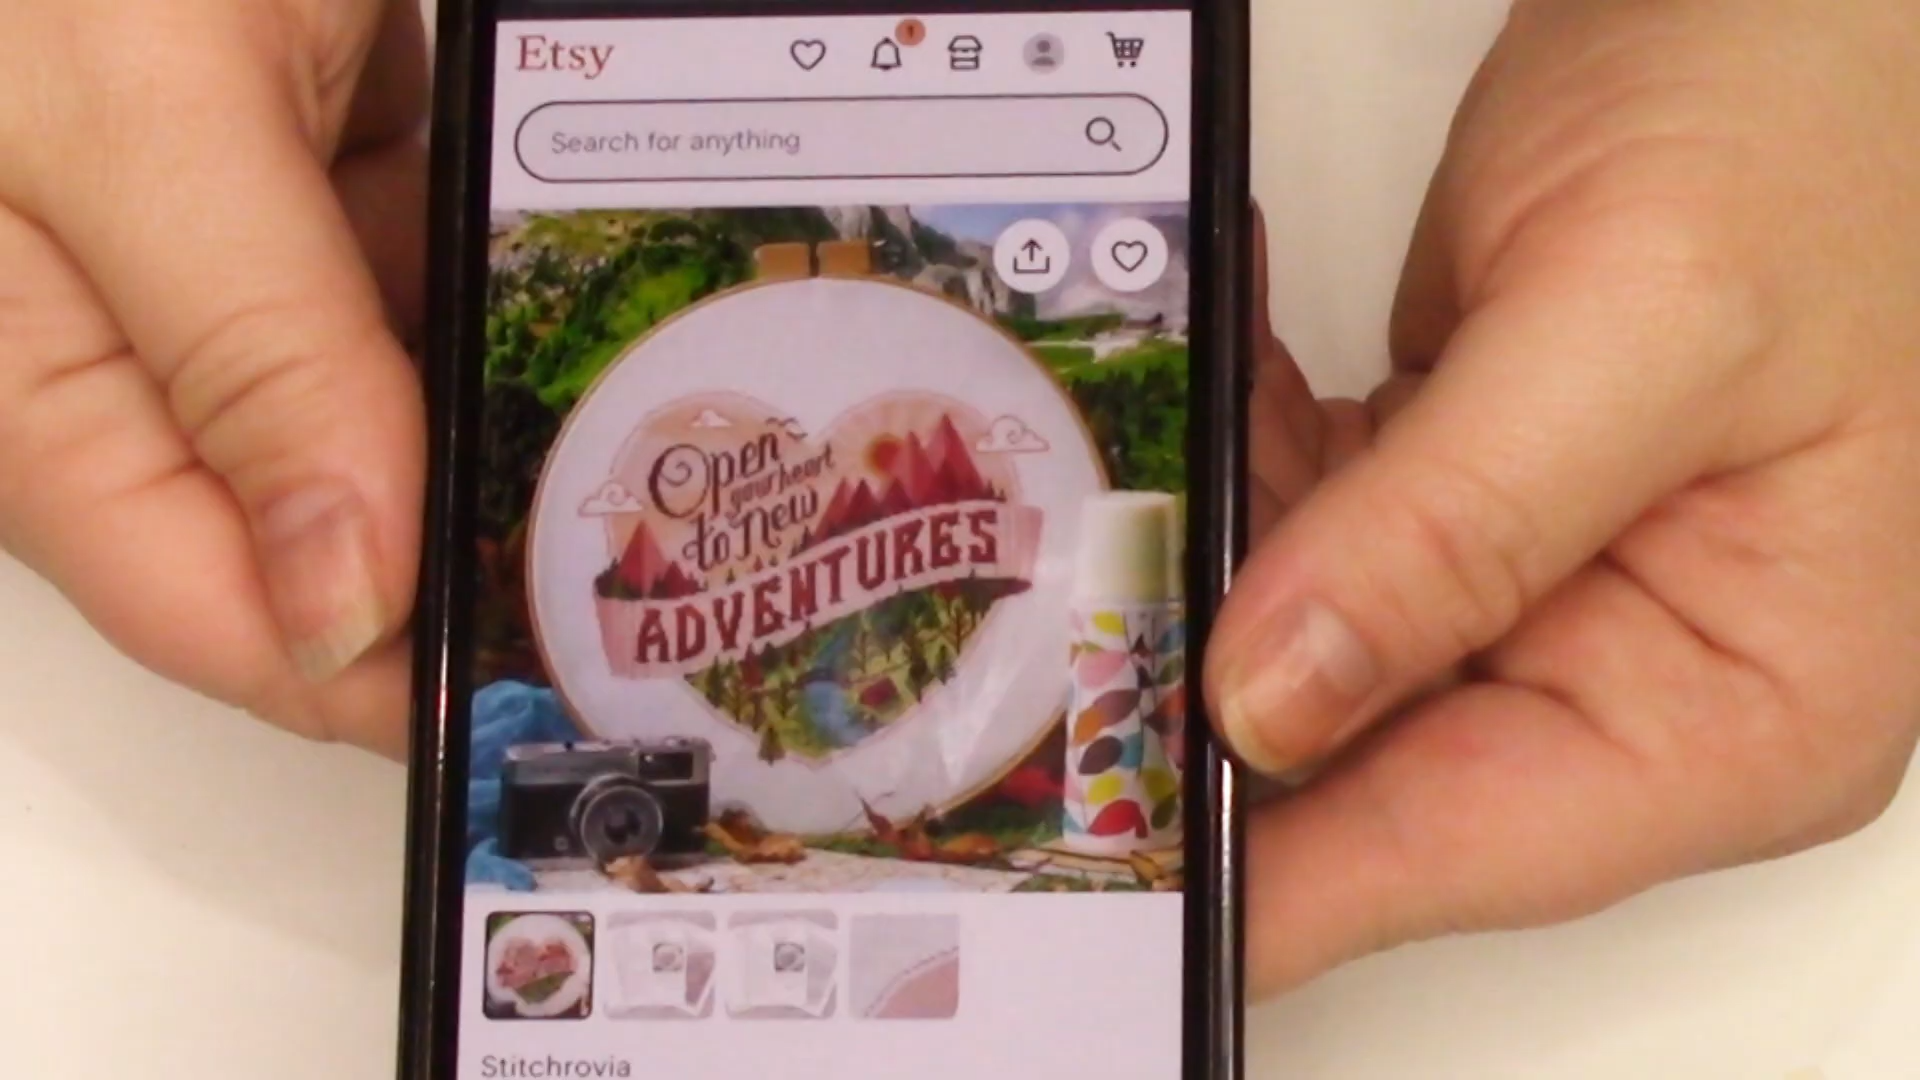 Etsy
Search for anything
Open
your heart
to New
ADVENTURES
Stitchrovia